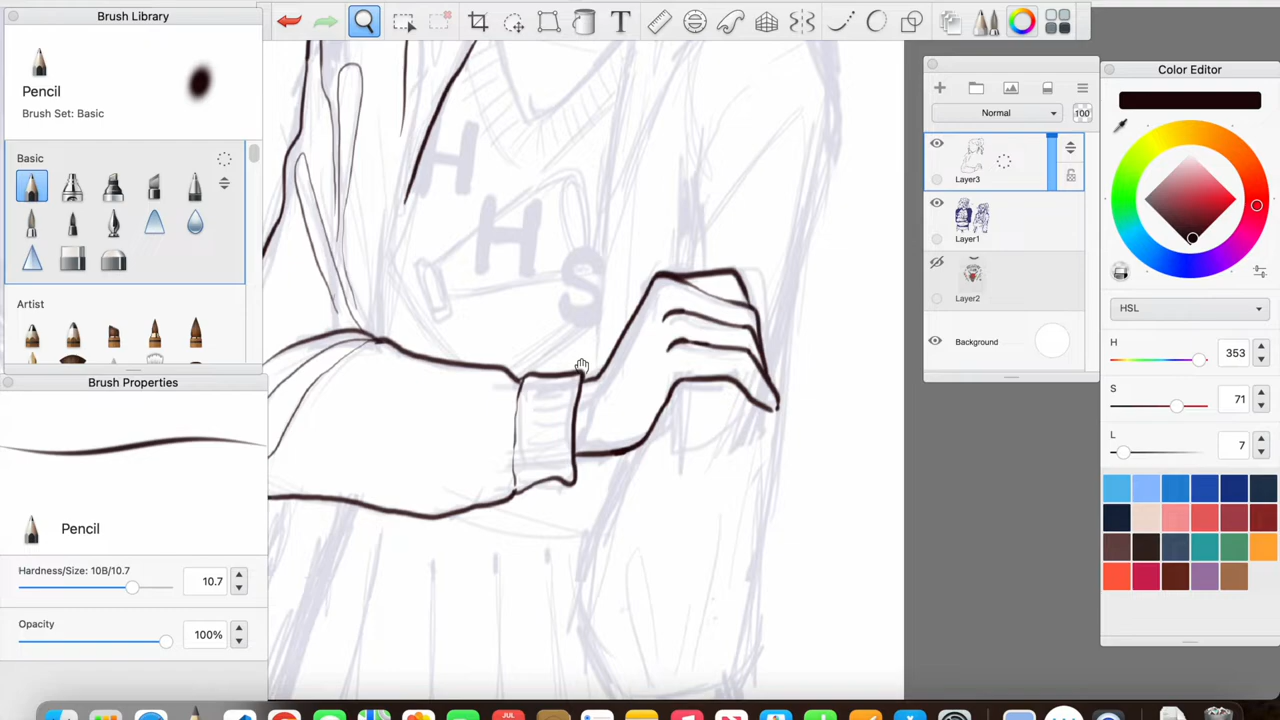 Brush Library
Pencil
Brush Set: Basic
Basic
Artist
Brush Properties
Pencil
Hardness/Size: 10B/10.7
10.7
Opacity
100%
T
H
H
S
JUL
Normal
100
Layer3
Layer1
Layer2
Background
Color Editor
HSL
H
353
S
71
L
7